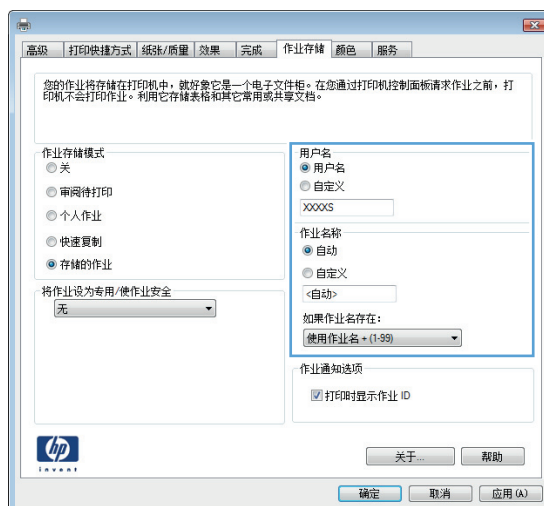 高级 打印快捷方式 纸张/质量 效果 完成 作业存储 颜色 服务
您的作业将存储在打印机中，就好象它是一个电子文件柜。在您通过打印机控制面板请求作业之前，打
印机不会打印作业。利用它存储表格和其它常用或共享文档。
作业存储模式
关
审阅待打印
个人作业
快速复制
存储的作业
将作业设为专用/使作业安全
无
用户名
用户名
自定义
XXXXS
作业名称
自动
自定义
<自动>
如果作业名存在：
使用作业名 + (1-99)
作业通知选项
打印时显示作业 ID
hp
invent
关于... 帮助
确定 取消 应用 (A)